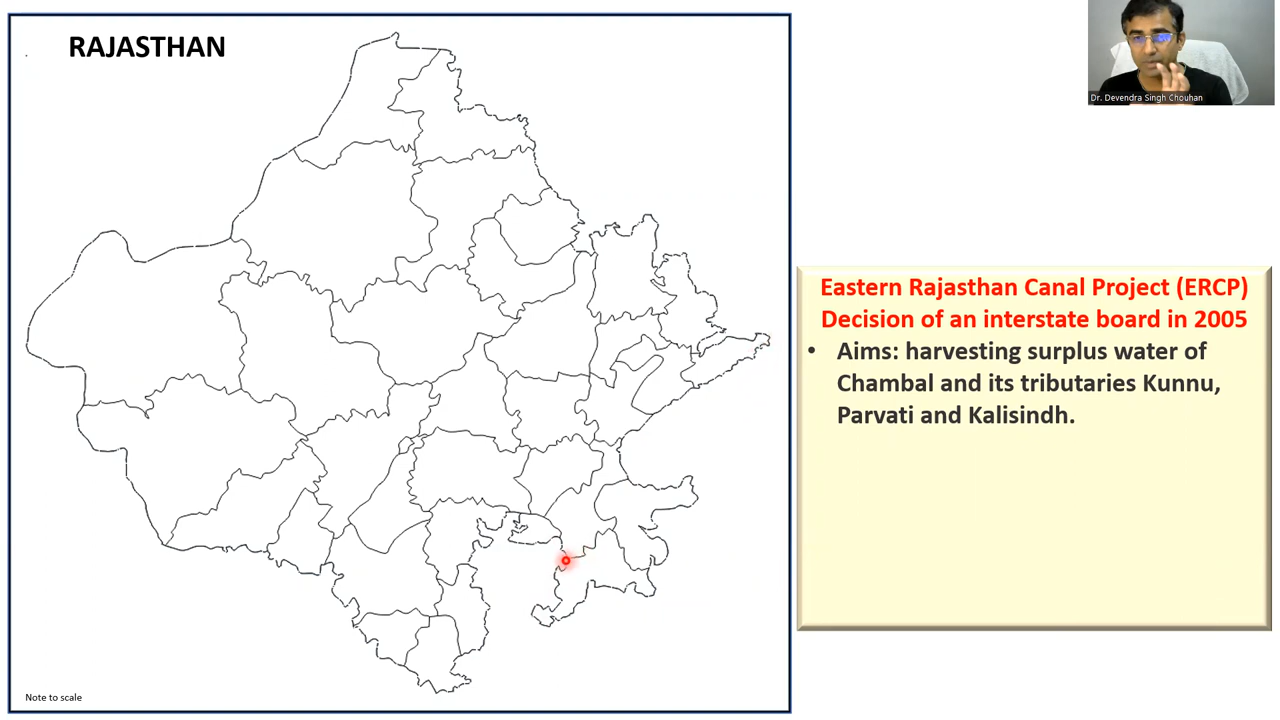 RAJASTHAN
Dr. Devendra Singh Chouhan
Eastern Rajasthan Canal Project (ERCP)
Decision of an interstate board in 2005
• Aims: harvesting surplus water of
Chambal and its tributaries Kunnu,
Parvati and Kalisindh.
Note to scale